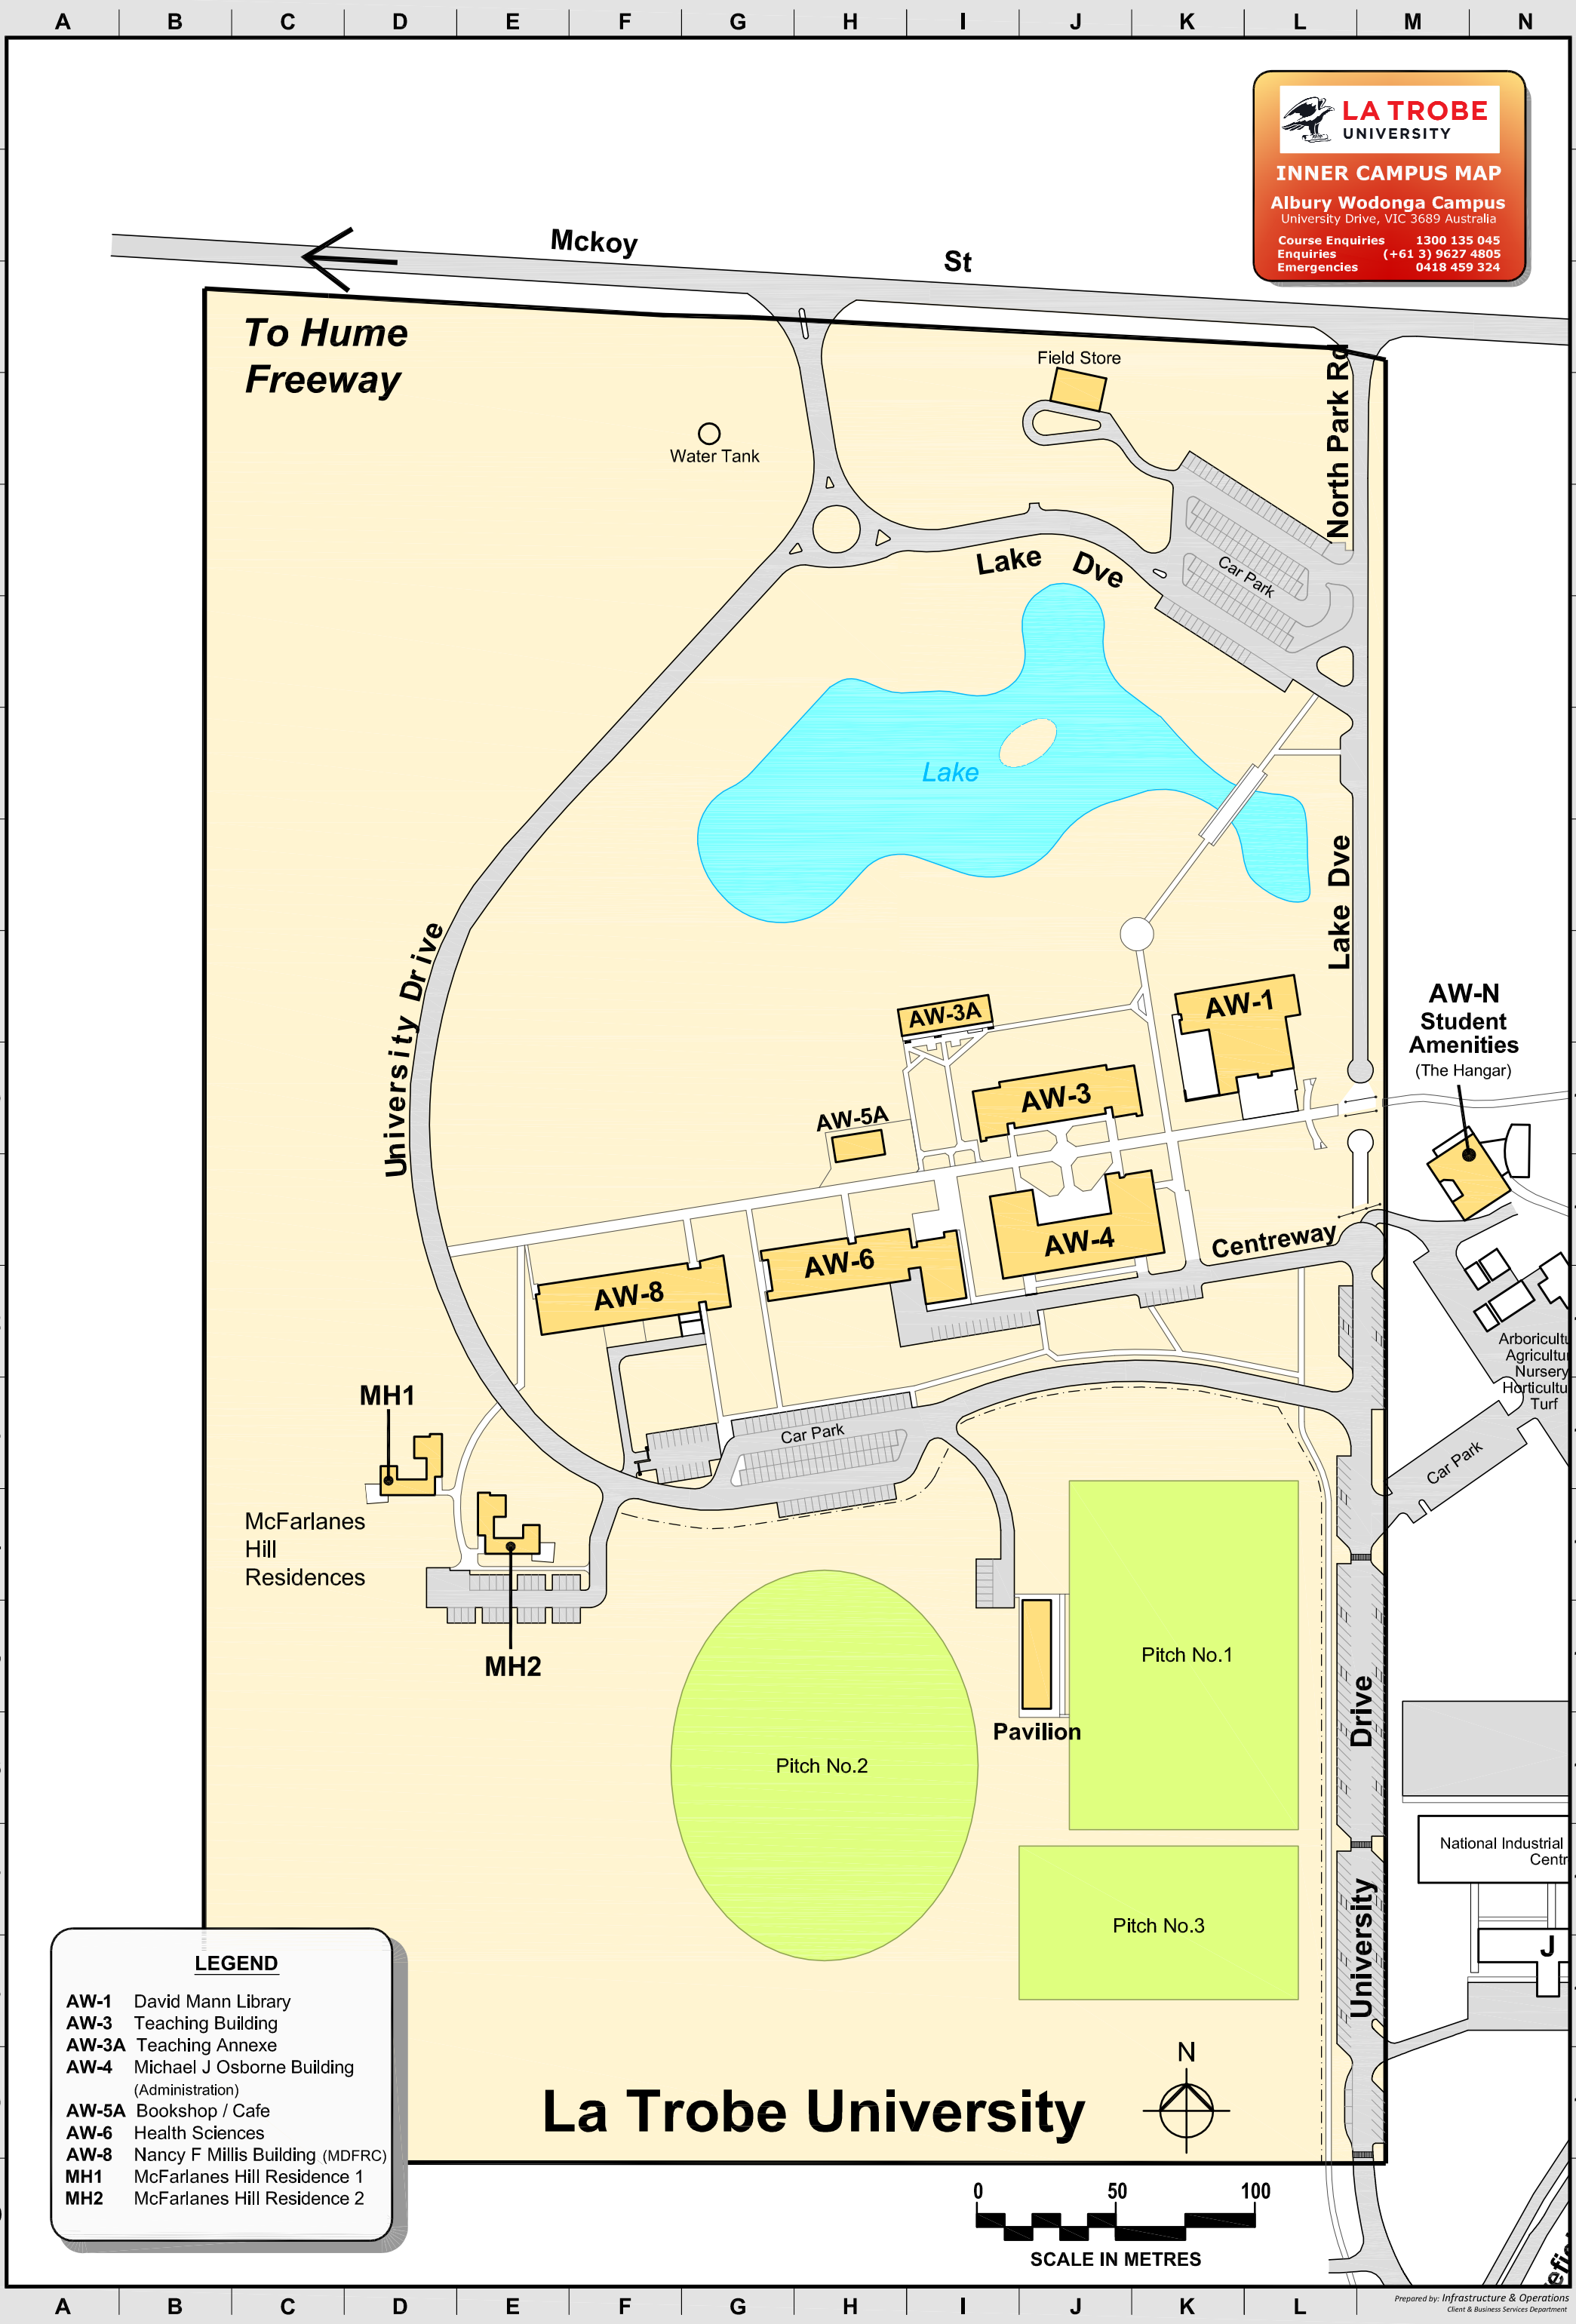 A B C D E F G H I J K L M N
LA TROBE
UNIVERSITY
INNER CAMPUS MAP
Albury Wodonga Campus
University Drive, VIC 3689 Australia
Course Enquiries 1300 135 045
Enquiries (+61 3) 9627 4805
Emergencies 0418 459 324
Mckoy St
To Hume
Freeway
Field Store
North Park Rd
Water Tank
Lake Dve
Car Park
Lake
Lake Dve
University Drive
AW-N
Student
Amenities
(The Hangar)
AW-1
AW-3A
AW-3
AW-5A
AW-4
Centreway
AW-6
AW-8
Arboricultu
Agricultur
Nursery
Horticultu
Turf
MH1
Car Park
Car Park
McFarlanes
Hill
Residences
MH2
Pitch No.1
Pavilion
Drive
Pitch No.2
National Industrial
Centr
University
Pitch No.3
J
LEGEND
AW-1 David Mann Library
AW-3 Teaching Building
AW-3A Teaching Annexe
AW-4 Michael J Osborne Building
(Administration)
AW-5A Bookshop / Cafe
AW-6 Health Sciences
AW-8 Nancy F Millis Building (MDFRC)
MH1 McFarlanes Hill Residence 1
MH2 McFarlanes Hill Residence 2
N
La Trobe University
0 50 100
SCALE IN METRES
A B C D E F G H I J K L
Prepared by: Infrastructure & Operations
Client & Business Services Department